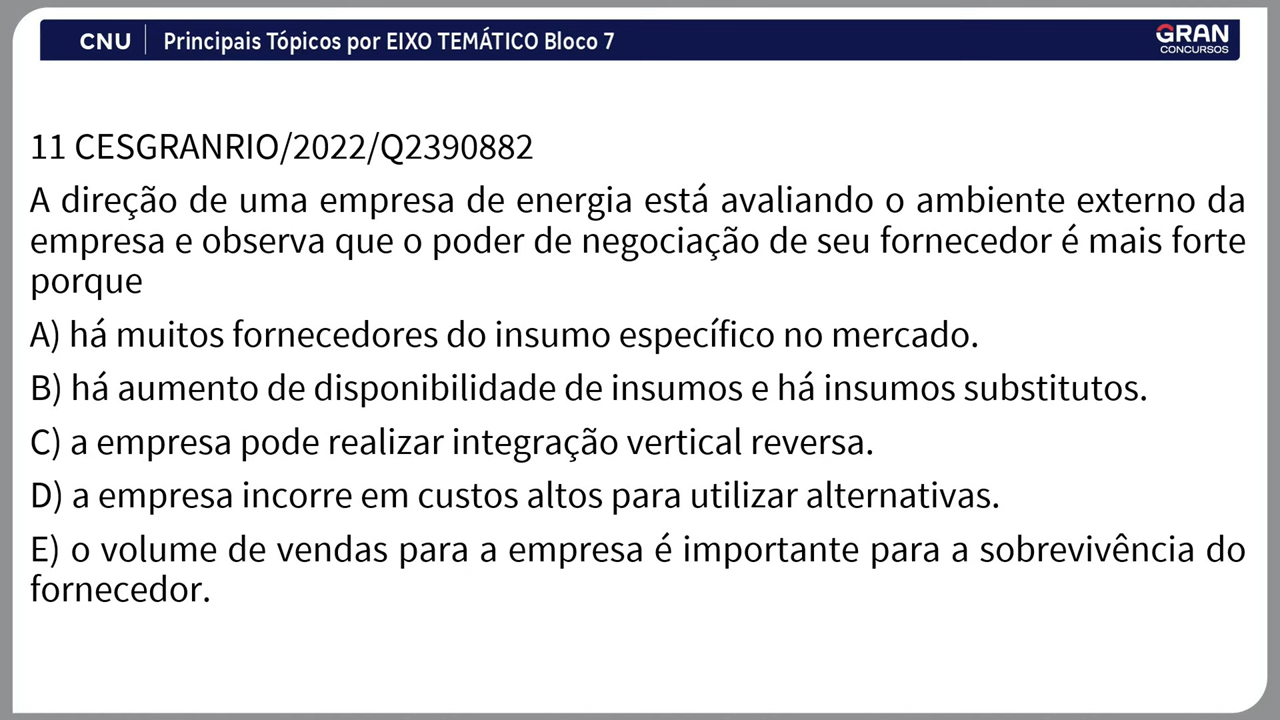 CNU Principais Tópicos por EIXO TEMÁTICO Bloco 7
GRAN
CONCURSOS
11 CESGRANRIO/2022/Q2390882
A direção de uma empresa de energia está avaliando o ambiente externo da
empresa e observa que o poder de negociação de seu fornecedor é mais forte
porque
A) há muitos fornecedores do insumo específico no mercado.
B) há aumento de disponibilidade de insumos e há insumos substitutos.
C) a empresa pode realizar integração vertical reversa.
D) a empresa incorre em custos altos para utilizar alternativas.
E) o volume de vendas para a empresa é importante para a sobrevivência do
fornecedor.